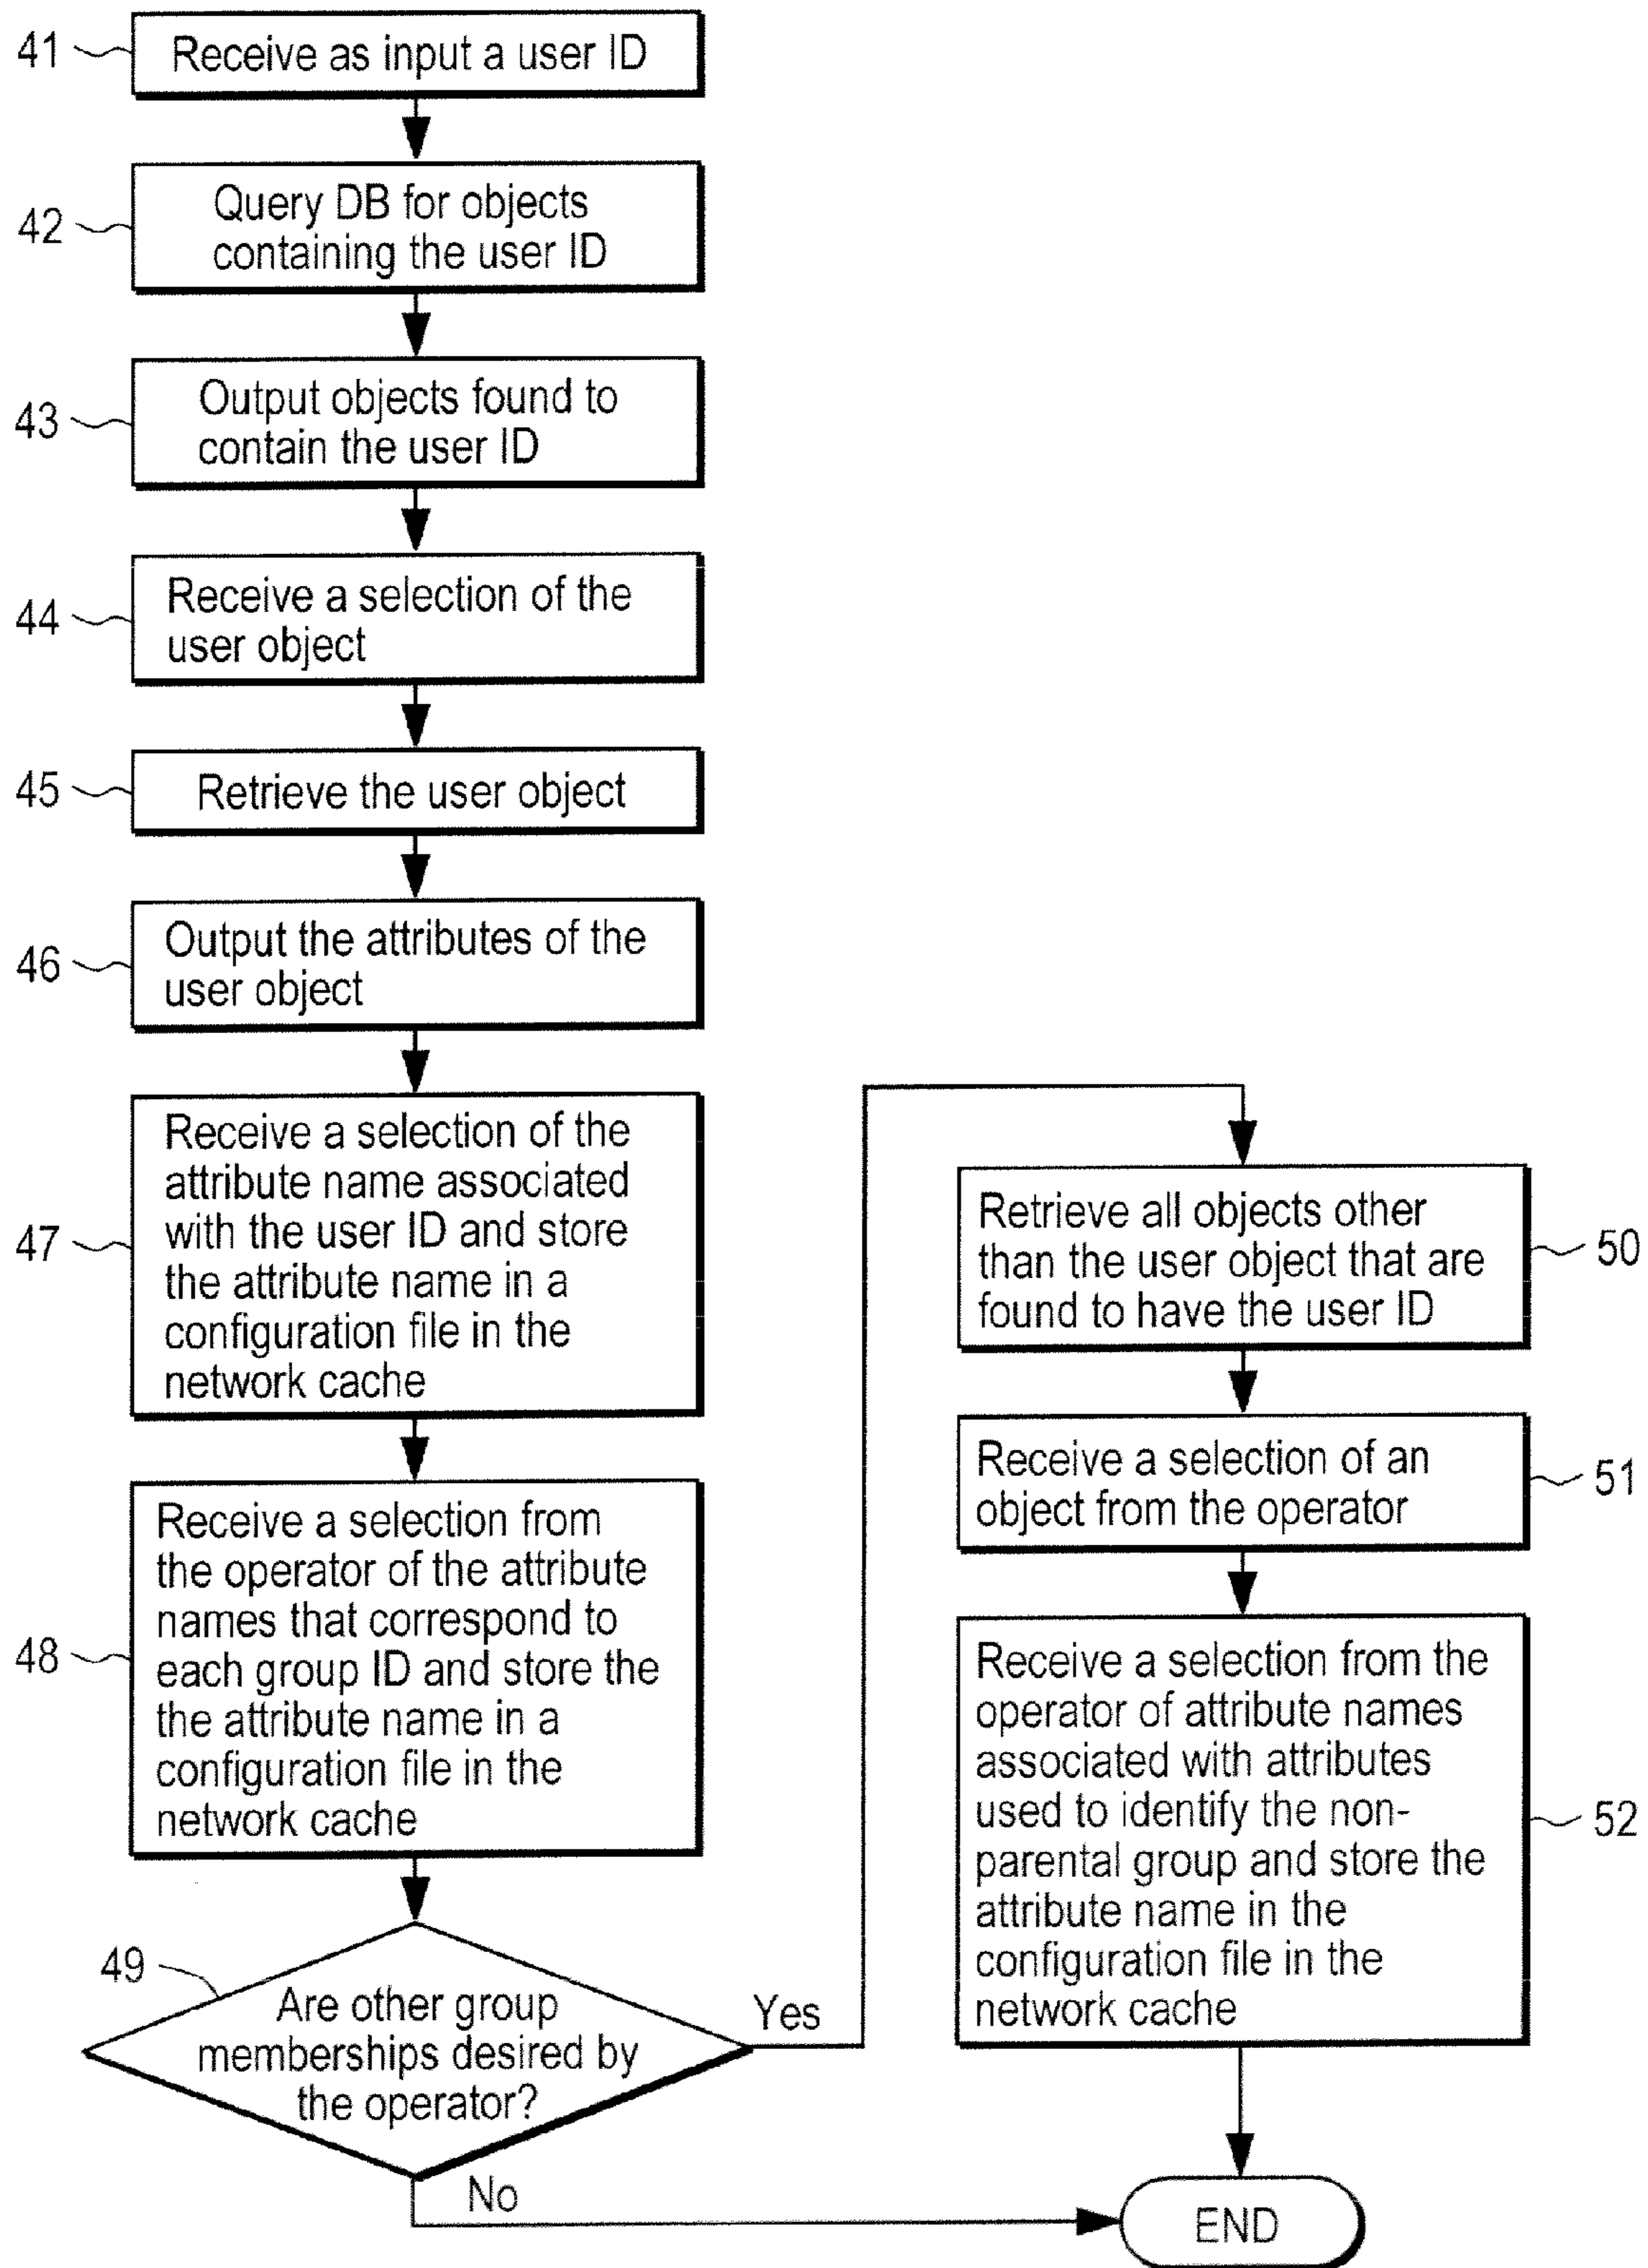 41
Receive as input a user ID
42
Query DB for objects
containing the user ID
43
Output objects found to
contain the user ID
44
Receive a selection of the
user object
45
Retrieve the user object
46
Output the attributes of the
user object
47
Receive a selection of the
attribute name associated
with the user ID and store
the attribute name in a
configuration file in the
network cache
48
Receive a selection from
the operator of the attribute
names that correspond to
each group ID and store the
the attribute name in a
configuration file in the
network cache
49
Are other group
memberships desired by
the operator?
Yes
No
Retrieve all objects other
than the user object that are
found to have the user ID
50
Receive a selection of an
object from the operator
51
Receive a selection from the
operator of attribute names
associated with attributes
used to identify the non-
parental group and store the
attribute name in the
configuration file in the
network cache
52
END